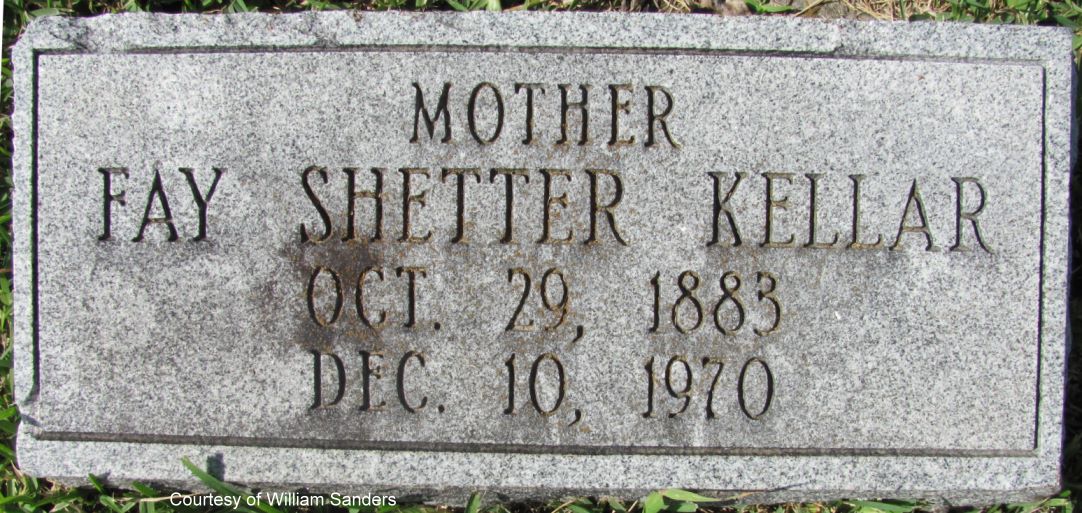 MOTHER
FAY SHETTER KELLAR
OCT. 29, 1883
DEC. 10, 1970
Courtesy of William Sanders